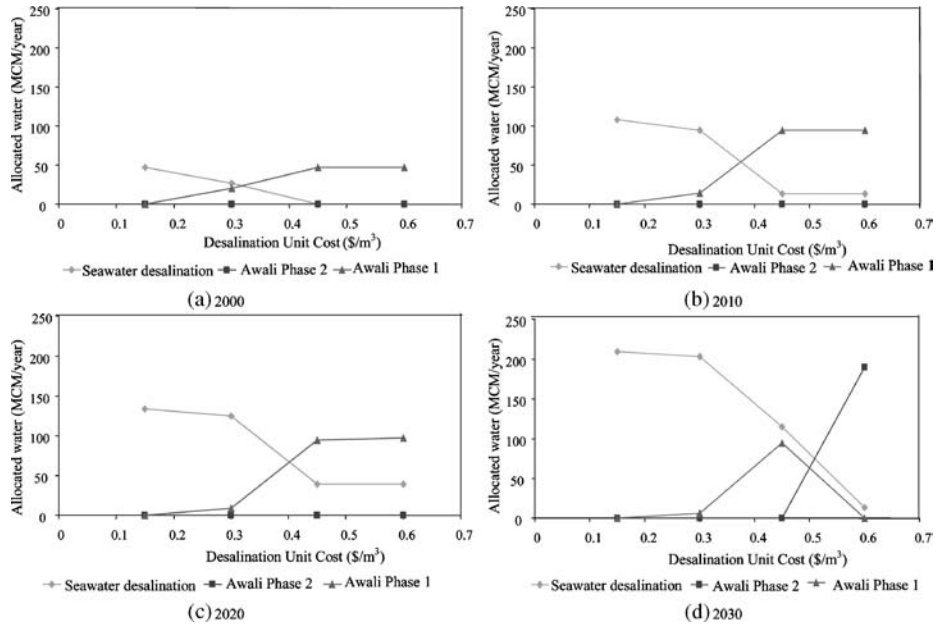 250
200
150
100
50
0
Allocated water (MCM/year)
0 0.1 0.2 0.3 0.4 0.5 0.6 0.7
Desalination Unit Cost ($/m³)
Seawater desalination Awali Phase 2 Awali Phase 1
(a) 2000
250
200
150
100
50
0
Allocated water (MCM/year)
0 0.1 0.2 0.3 0.4 0.5 0.6 0.7
Desalination Unit Cost ($/m³)
Seawater desalination Awali Phase 2 Awali Phase 1
(b) 2010
250
200
150
100
50
0
Allocated water (MCM/year)
0 0.1 0.2 0.3 0.4 0.5 0.6 0.7
Desalination Unit Cost ($/m³)
Seawater desalination Awali Phase 2 Awali Phase 1
(c) 2020
250
200
150
100
50
0
Allocated water (MCM/year)
0 0.1 0.2 0.3 0.4 0.5 0.6 0.7
Desalination Unit Cost ($/m³)
Seawater desalination Awali Phase 2 Awali Phase 1
(d) 2030